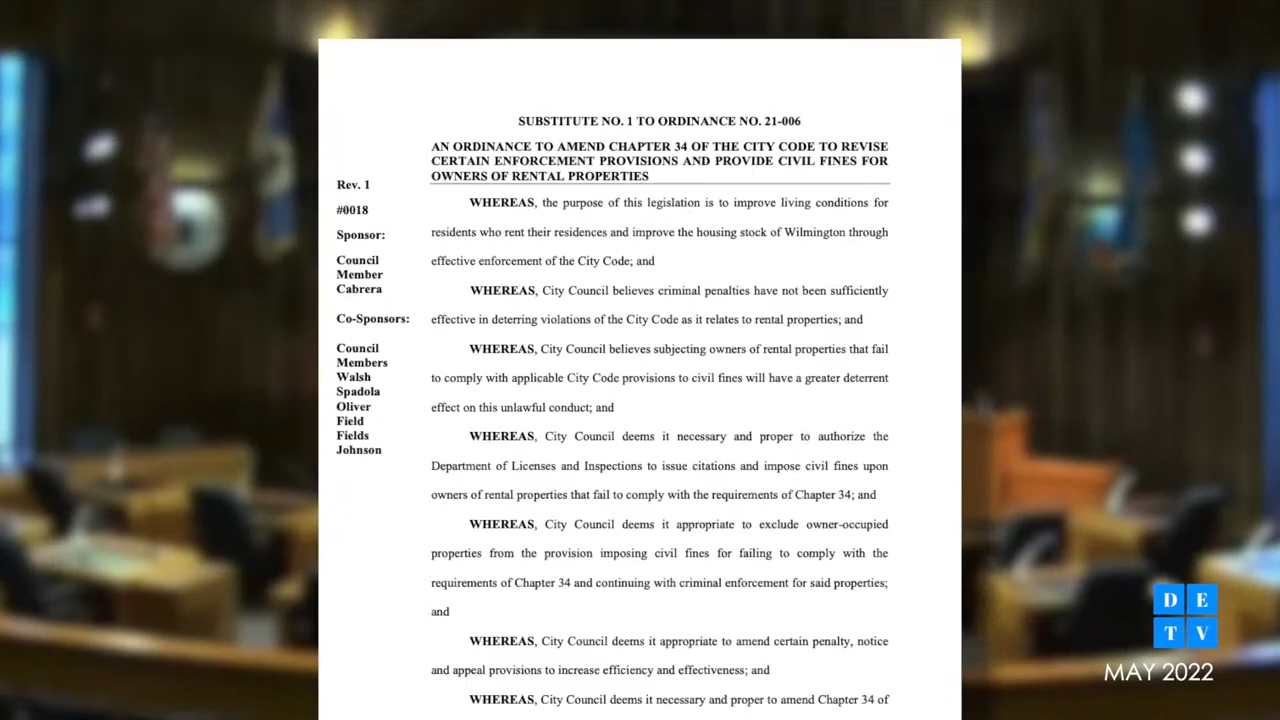 SUBSTITUTE NO. 1 TO ORDINANCE NO. 21-006
AN ORDINANCE TO AMEND CHAPTER 34 OF THE CITY CODE TO REVISE
CERTAIN ENFORCEMENT PROVISIONS AND PROVIDE CIVIL FINES FOR
OWNERS OF RENTAL PROPERTIES
Rev. 1
#0018
Sponsor:
Council
Member
Cabrera
Co-Sponsors:
Council
Members
Walsh
Spadola
Oliver
Field
Fields
Johnson
WHEREAS, the purpose of this legislation is to improve living conditions for
residents who rent their residences and improve the housing stock of Wilmington through
effective enforcement of the City Code; and
WHEREAS, City Council believes criminal penalties have not been sufficiently
effective in deterring violations of the City Code as it relates to rental properties; and
WHEREAS, City Council believes subjecting owners of rental properties that fail
to comply with applicable City Code provisions to civil fines will have a greater deterrent
effect on this unlawful conduct; and
WHEREAS, City Council deems it necessary and proper to authorize the
Department of Licenses and Inspections to issue citations and impose civil fines upon
owners of rental properties that fail to comply with the requirements of Chapter 34; and
WHEREAS, City Council deems it appropriate to exclude owner-occupied
properties from the provision imposing civil fines for failing to comply with the
requirements of Chapter 34 and continuing with criminal enforcement for said properties;
and
WHEREAS, City Council deems it appropriate to amend certain penalty, notice
and appeal provisions to increase efficiency and effectiveness; and
WHEREAS, City Council deems it necessary and proper to amend Chapter 34 of
D E
T V
MAY 2022